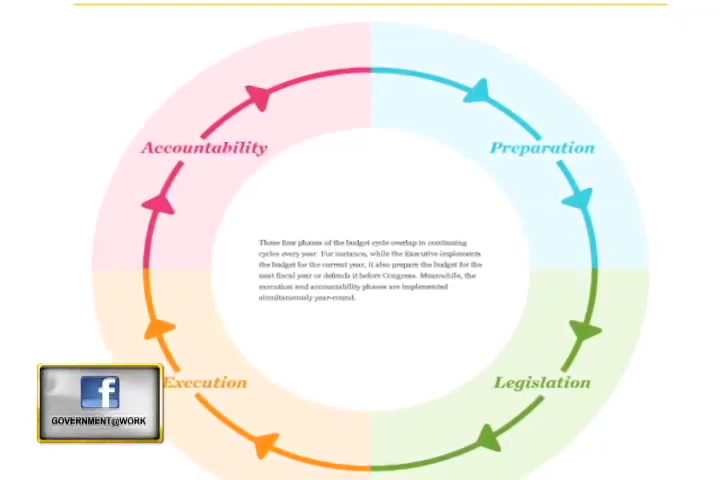 Accountability
Preparation
These four phases of the budget cycle overlap in continuing
cycles every year. For instance, while the Executive implements
the budget for the current year, it also prepare the budget for the
next fiscal year or defends it before Congress. Meanwhile, the
execution and accountability phases are implemented
simultaneously year-round.
Execution
Legislation
f
GOVERNMENT@WORK